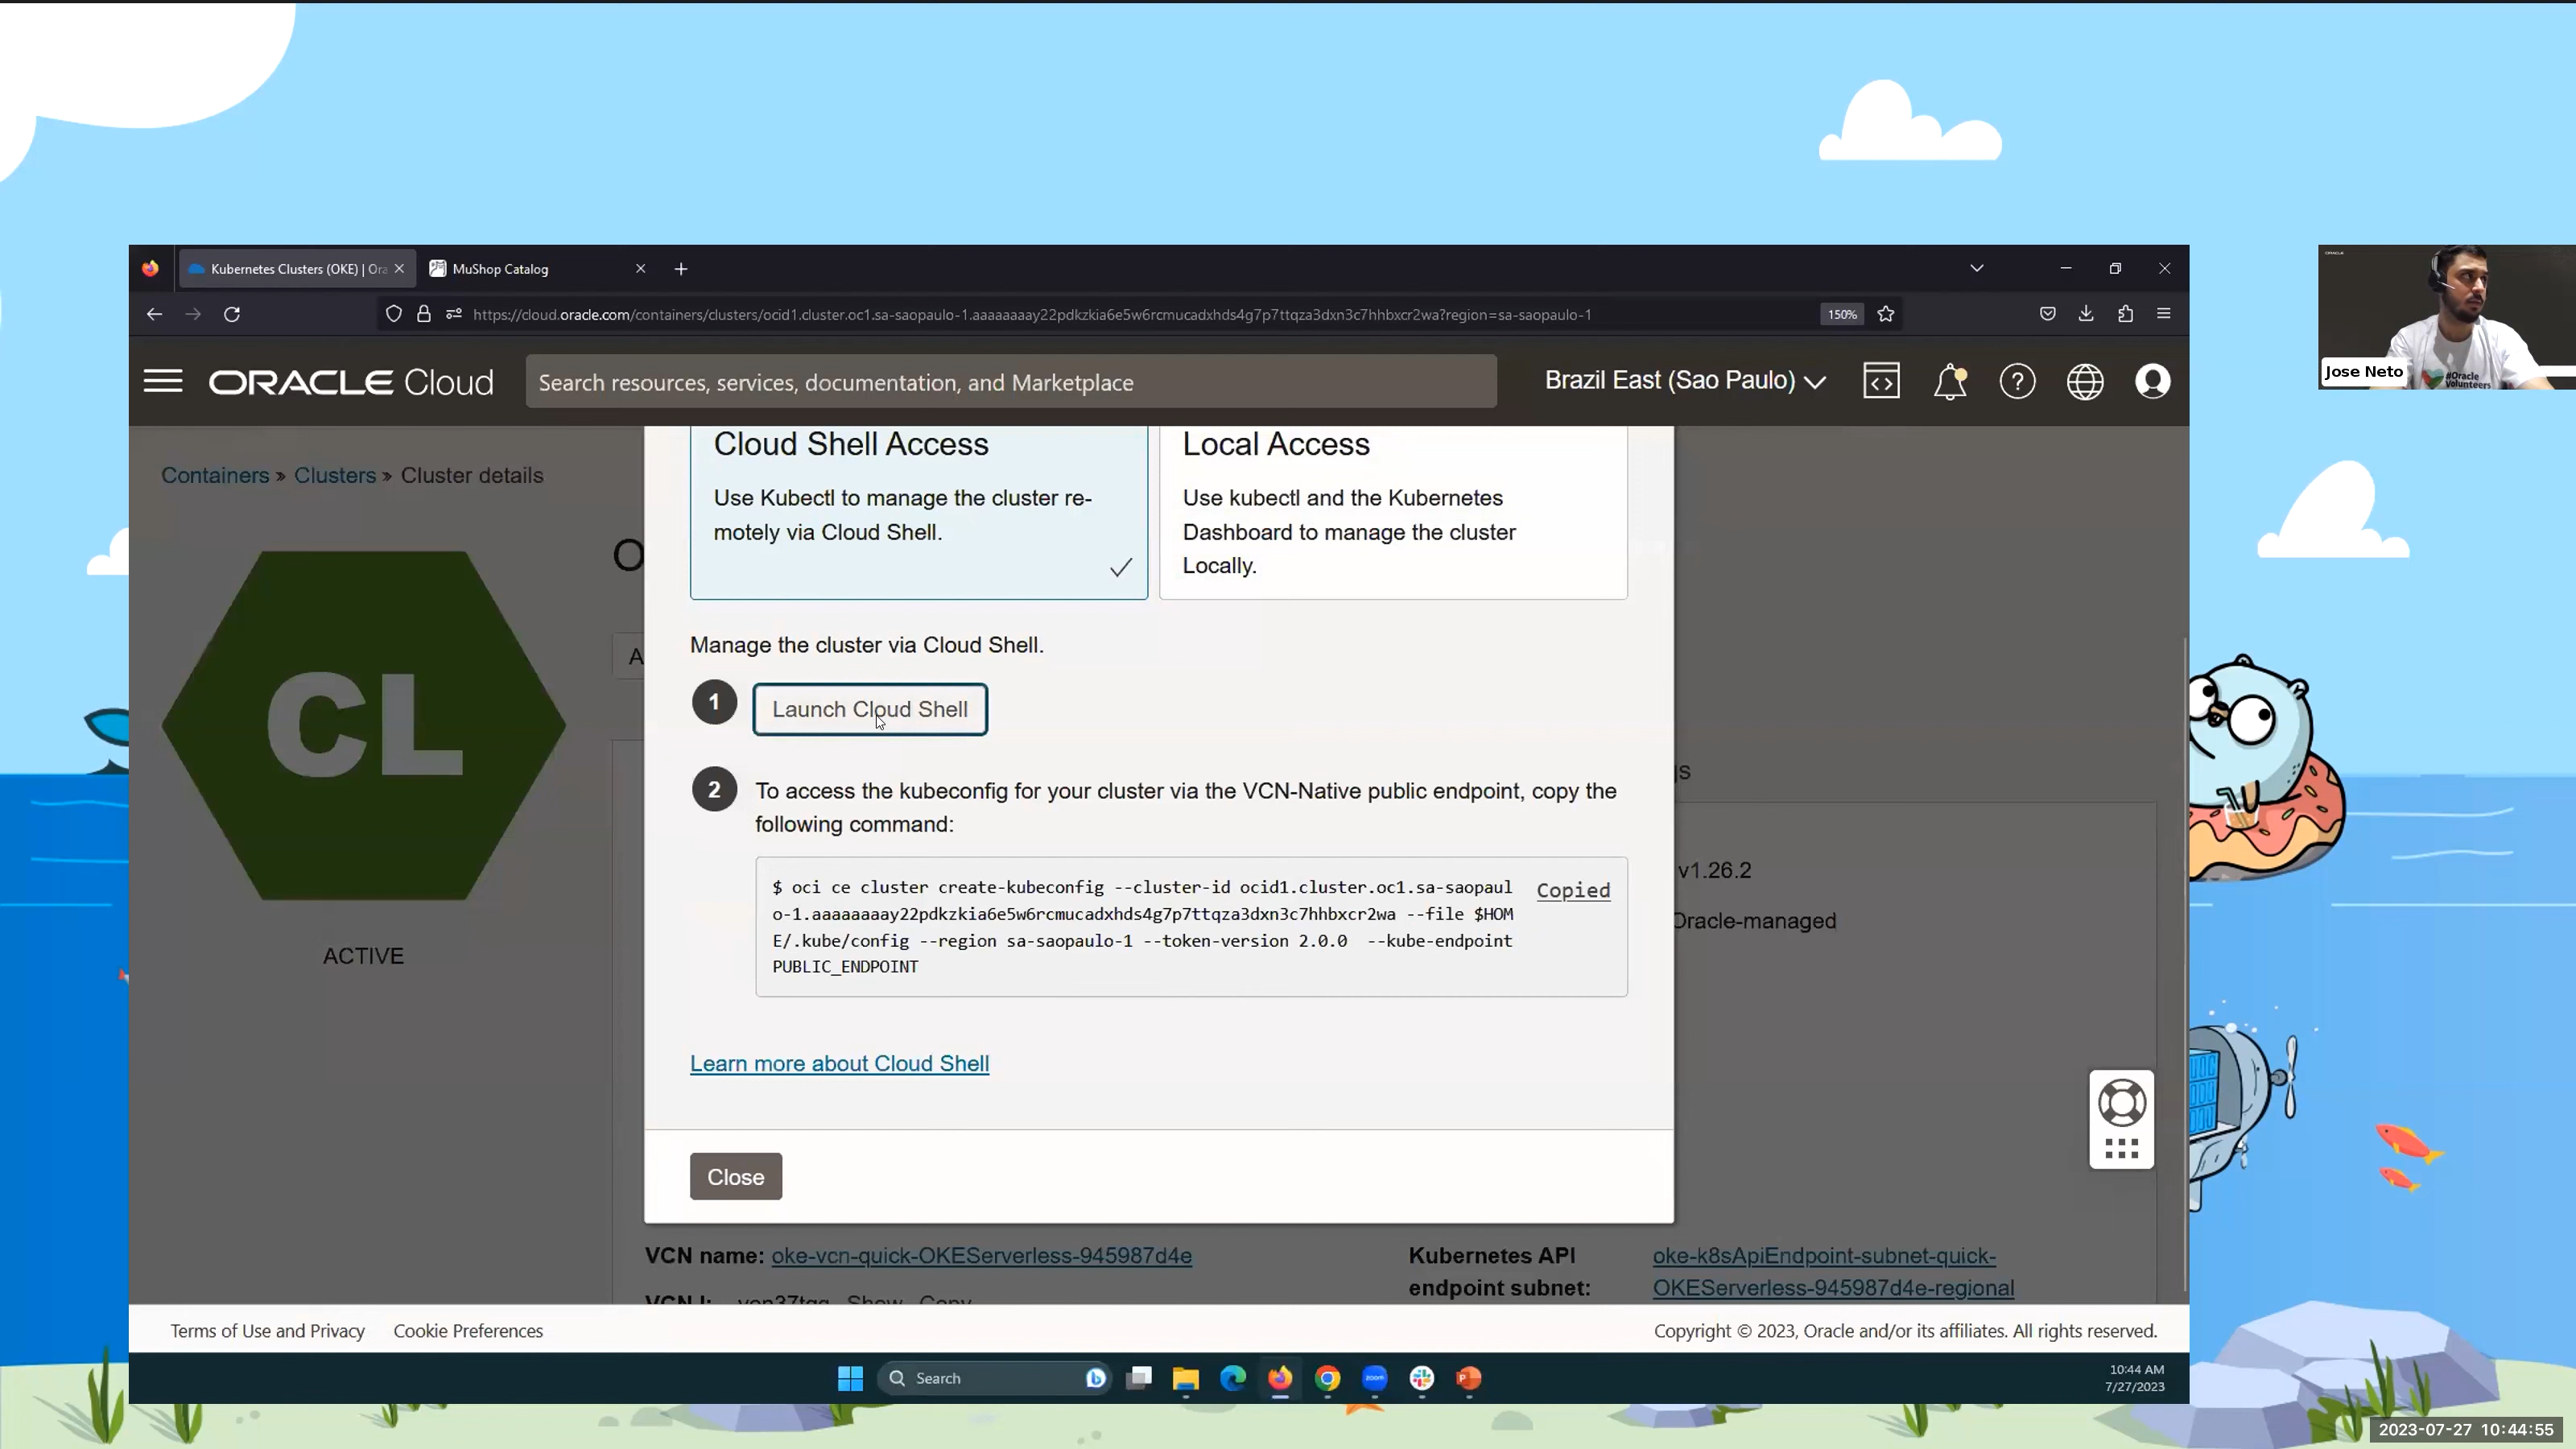 Kubernetes Clusters (OKE) | Ora
MuShop Catalog
https://cloud.oracle.com/containers/clusters/ocid1.cluster.oc1.sa-saopaulo-1.aaaaaaaay22pdkzkia6e5w6rcmucadxhds4g7p7ttqza3dxn3c7hhbxcr2wa?region=sa-saopaulo-1
150%
ORACLE Cloud
Search resources, services, documentation, and Marketplace
Brazil East (Sao Paulo)
Jose Neto
#Oracle
Volunteers
Containers » Clusters » Cluster details
Cloud Shell Access
Use Kubectl to manage the cluster re-
motely via Cloud Shell.
Local Access
Use kubectl and the Kubernetes
Dashboard to manage the cluster
Locally.
O
A
CL
ACTIVE
Manage the cluster via Cloud Shell.
1
Launch Cloud Shell
2
To access the kubeconfig for your cluster via the VCN-Native public endpoint, copy the
following command:
$ oci ce cluster create-kubeconfig --cluster-id ocid1.cluster.oc1.sa-saopaul
o-1.aaaaaaaay22pdkzkia6e5w6rcmucadxhds4g7p7ttqza3dxn3c7hhbxcr2wa --file $HOM
E/.kube/config --region sa-saopaulo-1 --token-version 2.0.0 --kube-endpoint
PUBLIC_ENDPOINT
Copied
v1.26.2
Oracle-managed
Learn more about Cloud Shell
Close
VCN name: oke-vcn-quick-OKEServerless-945987d4e
Kubernetes API
endpoint subnet:
oke-k8sApiEndpoint-subnet-quick-
OKEServerless-945987d4e-regional
Show Copy
Terms of Use and Privacy
Cookie Preferences
Copyright © 2023, Oracle and/or its affiliates. All rights reserved.
Search
zoom
10:44 AM
7/27/2023
2023-07-27 10:44:55